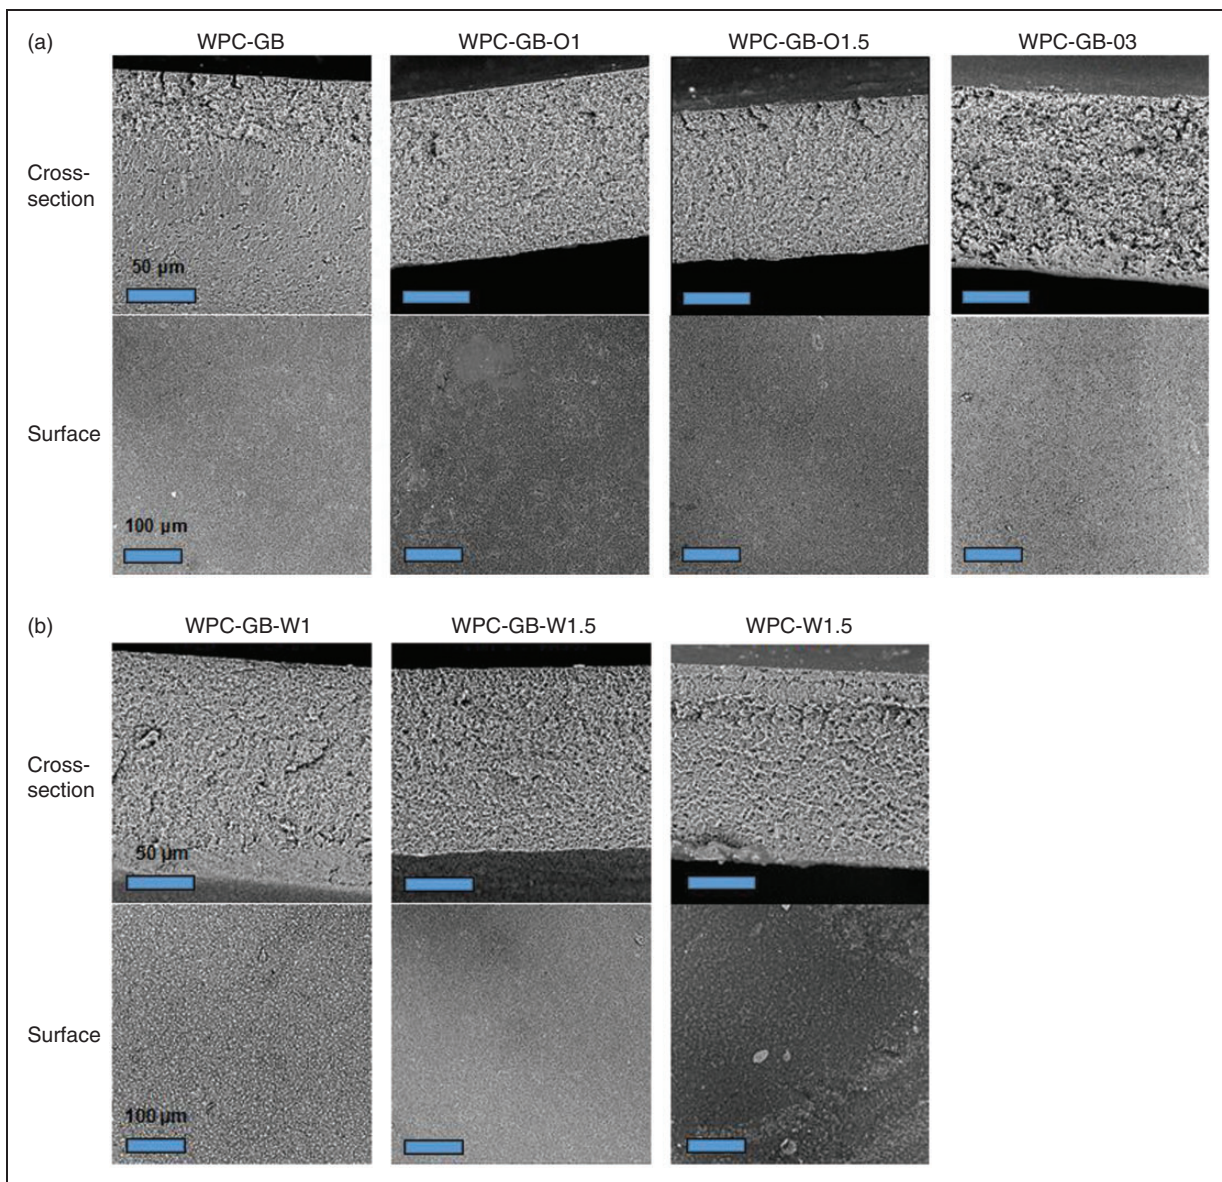 (a)
WPC-GB
WPC-GB-O1
WPC-GB-O1.5
WPC-GB-03
Cross-
section
50 µm
Surface
100 µm
(b)
WPC-GB-W1
WPC-GB-W1.5
WPC-W1.5
Cross-
section
50 µm
Surface
100 µm